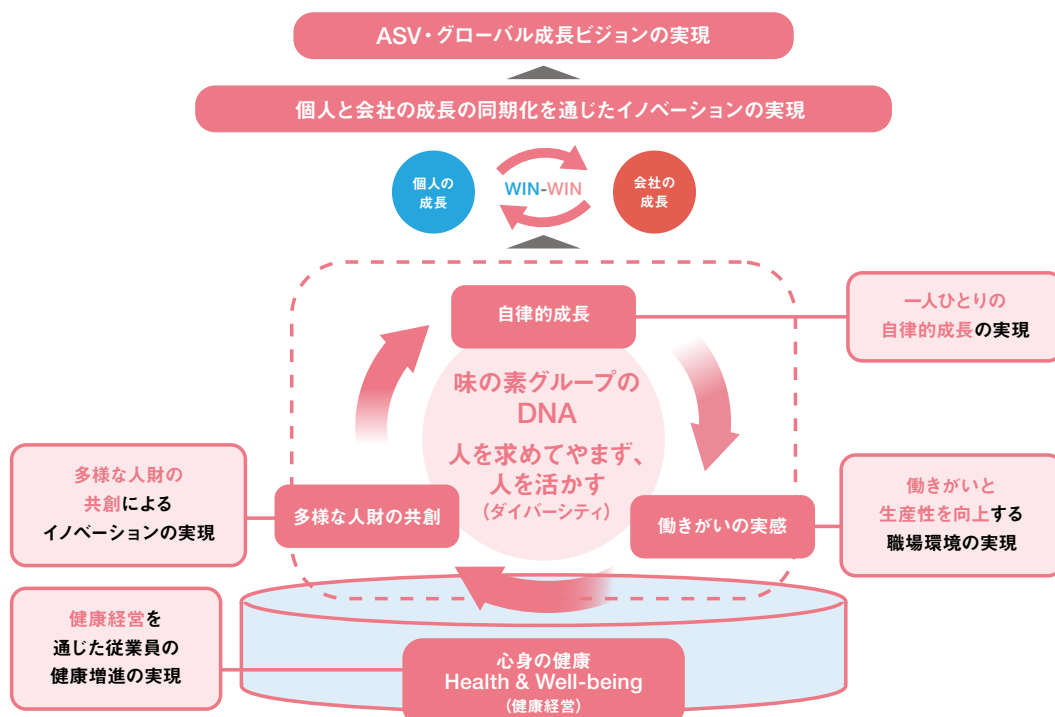 ASV・グローバル成長ビジョンの実現
個人と会社の成長の同期化を通じたイノベーションの実現
個人の
成長
WIN-WIN
会社の
成長
自律的成長
一人ひとりの
自律的成長の実現
味の素グループの
DNA
人を求めてやまず、
人を活かす
(ダイバーシティ)
多様な人財の
共創による
イノベーションの実現
多様な人財の共創
働きがいの実感
働きがいと
生産性を向上する
職場環境の実現
健康経営を
通じた従業員の
健康増進の実現
心身の健康
Health & Well-being
(健康経営)